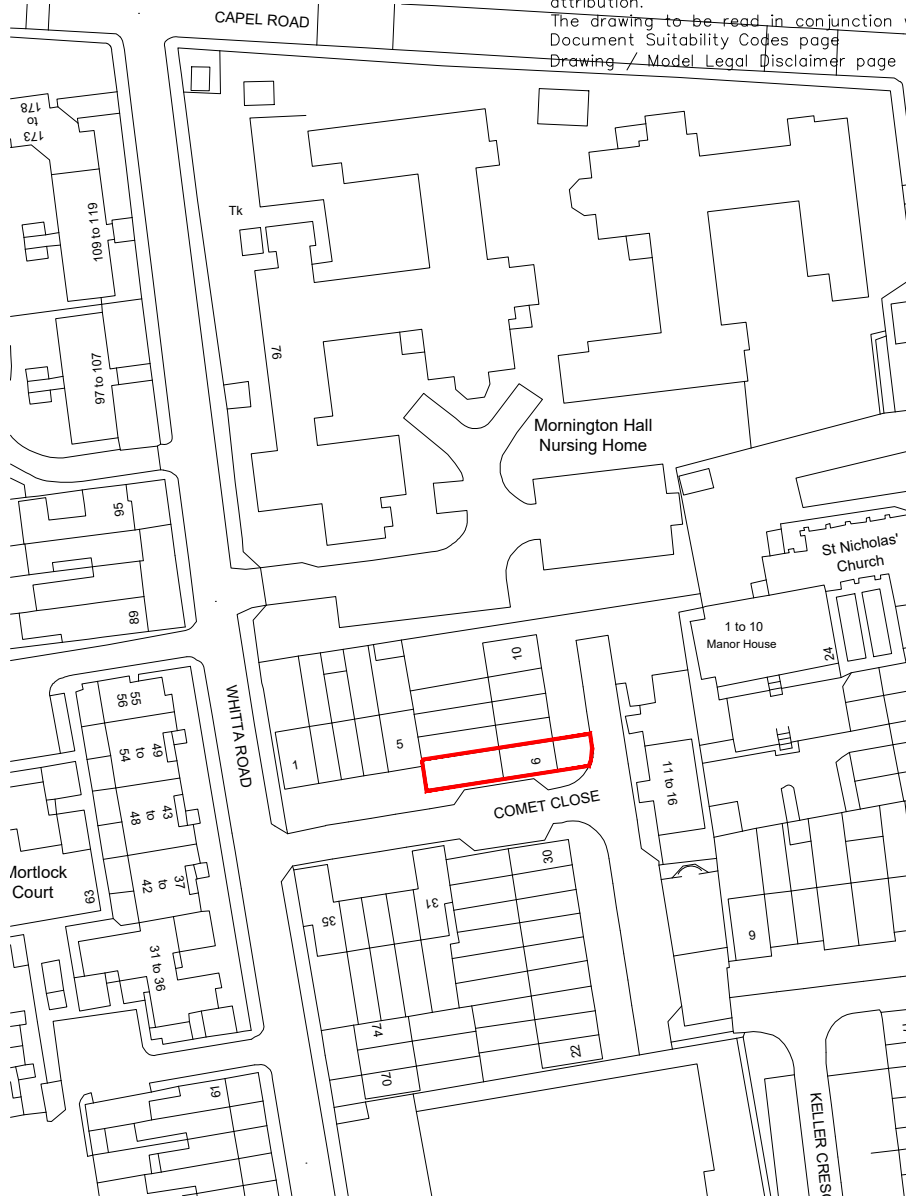 attribution.
CAPEL ROAD
The drawing to be read in conjunction
Document Suitability Codes page
Drawing / Model Legal Disclaimer page
173
to
178
Tk
109 to 119
76
97 to 107
Mornington Hall
Nursing Home
95
St Nicholas'
Church
89
1 to 10
Manor House
24
10
55
56
WHITTA ROAD
49
to
54
1
5
6
11 to 16
COMET CLOSE
43
to
48
30
Mortlock
Court
63
37
to
42
31
35
9
31 to 36
74
22
70
61
KELLER CRESC